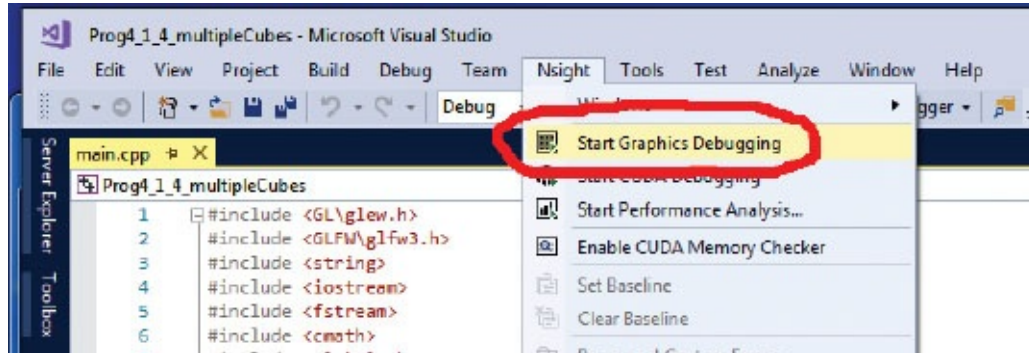 Prog4_1_4_multipleCubes - Microsoft Visual Studio
File Edit View Project Build Debug Team Nsight Tools Test Analyze Window Help
Debug
Start Graphics Debugging
Start CUDA Debugging
Start Performance Analysis...
Enable CUDA Memory Checker
Set Baseline
Clear Baseline
Server Explorer
Toolbox
main.cpp
Prog4_1_4_multipleCubes
1 #include <GL\glew.h>
2 #include <GLFW\glfw3.h>
3 #include <string>
4 #include <iostream>
5 #include <fstream>
6 #include <cmath>